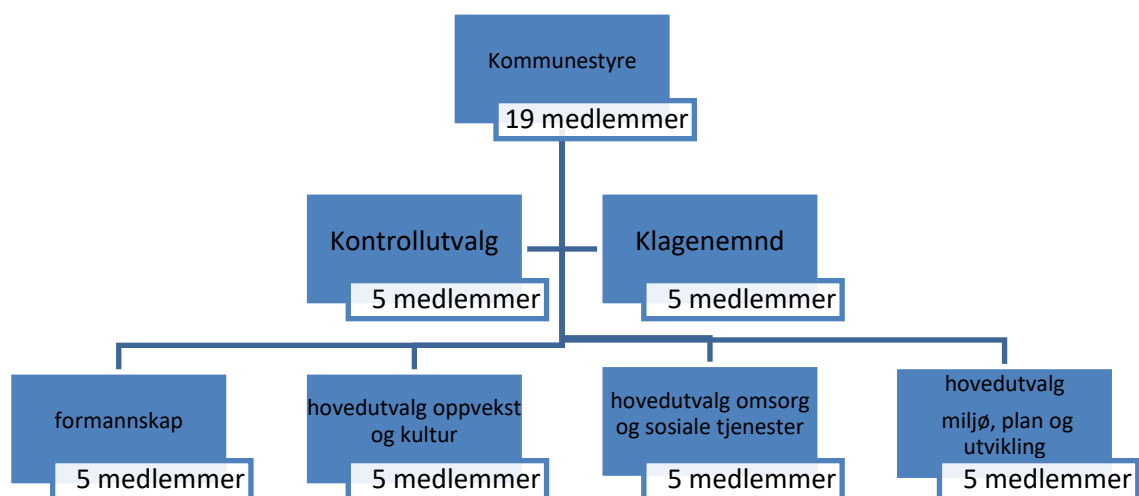 Kommunestyre
19 medlemmer
Kontrollutvalg
5 medlemmer
Klagenemnd
5 medlemmer
formannskap
5 medlemmer
hovedutvalg oppvekst
og kultur
5 medlemmer
hovedutvalg omsorg
og sosiale tjenester
5 medlemmer
hovedutvalg
miljø, plan og
utvikling
5 medlemmer